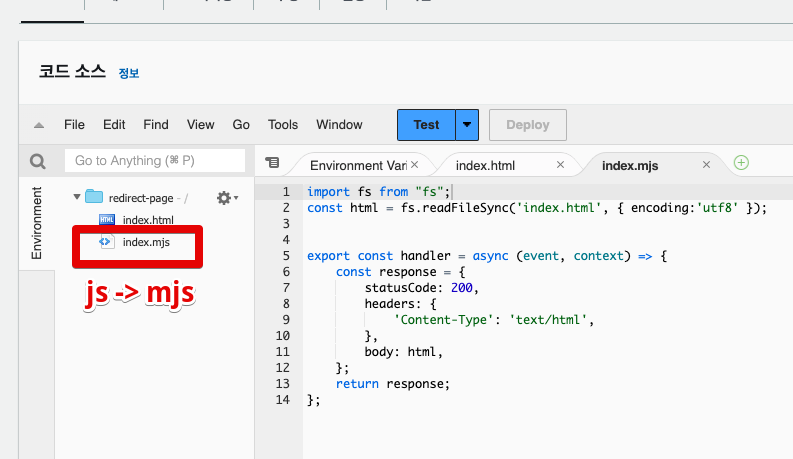 코드 소스 정보
File Edit Find View Go Tools Window Test Deploy
Go to Anything (⌘ P)
Environment Vari index.html index.mjs
Environment
redirect-page - /
index.html
index.mjs
js -> mjs
1 import fs from "fs";
2 const html = fs.readFileSync('index.html', { encoding:'utf8' });
3
4
5 export const handler = async (event, context) => {
6 const response = {
7 statusCode: 200,
8 headers: {
9 'Content-Type': 'text/html',
10 },
11 body: html,
12 };
13 return response;
14 };